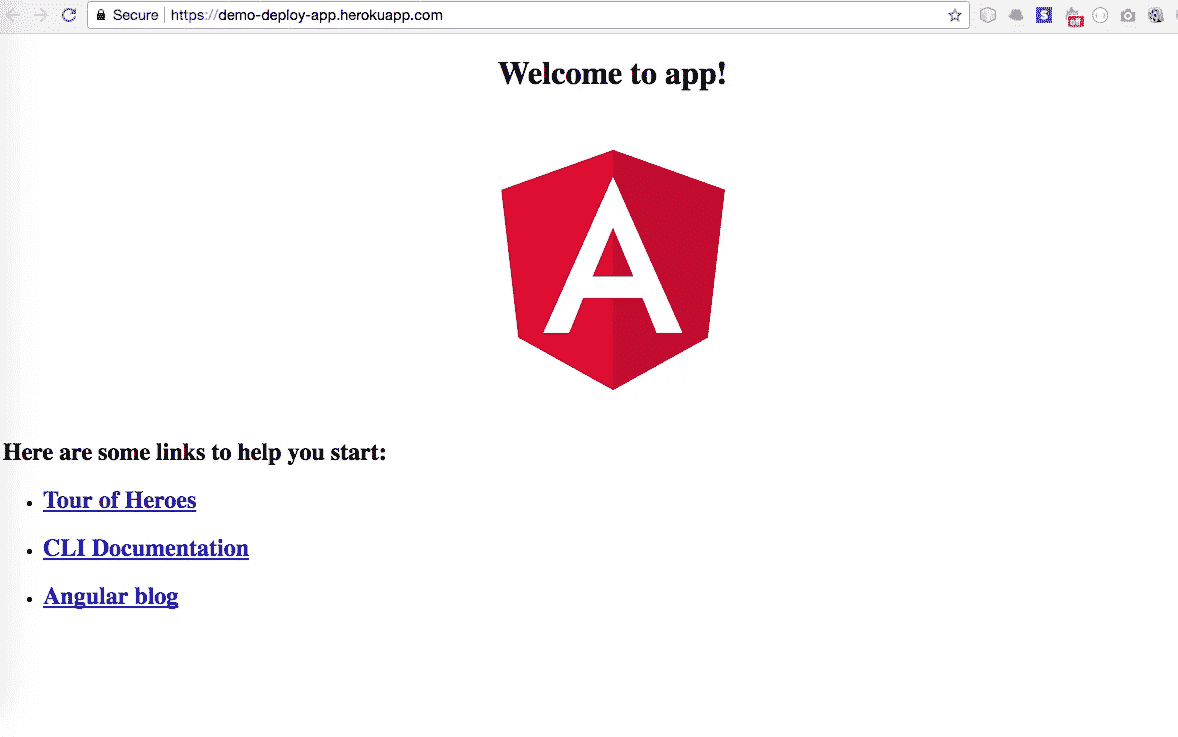 Secure https://demo-deploy-app.herokuapp.com
Welcome to app!
A
Here are some links to help you start:
Tour of Heroes
CLI Documentation
Angular blog